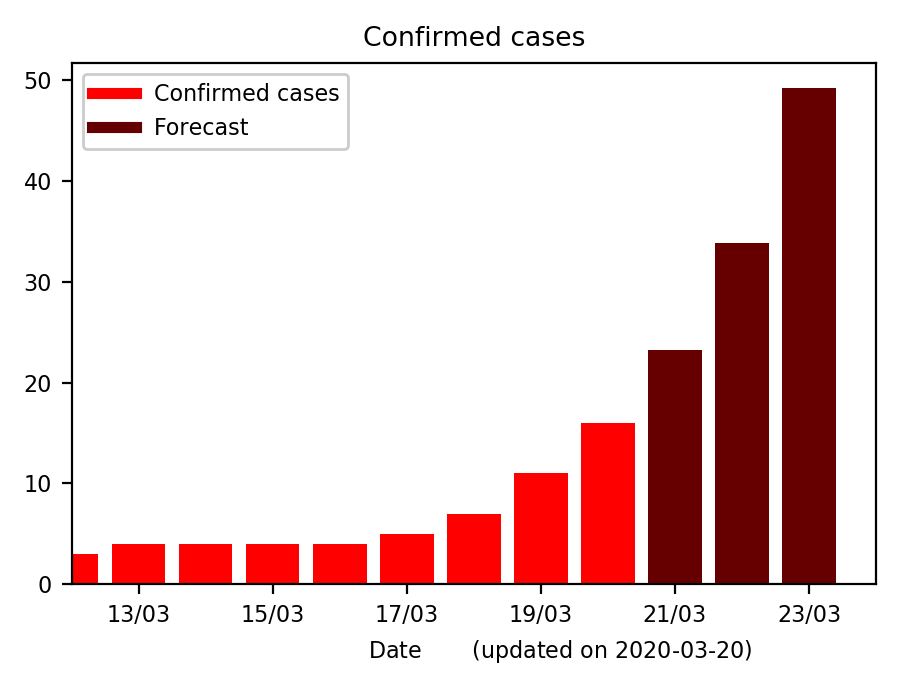 Confirmed cases
Confirmed cases
Forecast
50
40
30
20
10
0
13/03 15/03 17/03 19/03 21/03 23/03
Date (updated on 2020-03-20)